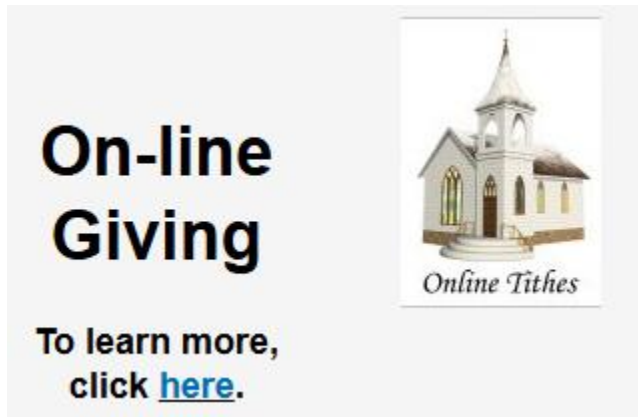 On-line
Giving
To learn more,
click here.
Online Tithes